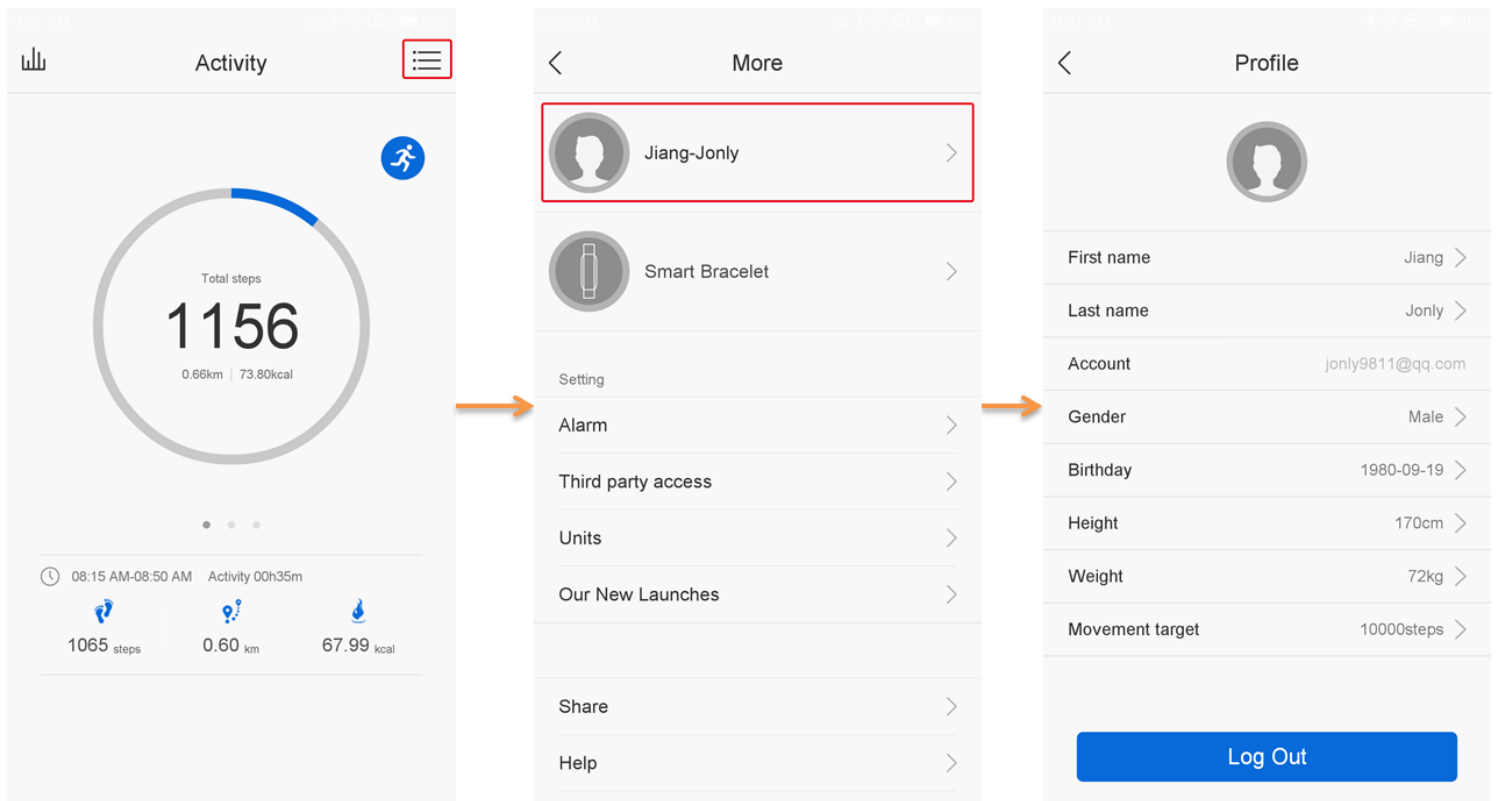 Activity
Total steps
1156
0.66km | 73.80kcal
08:15 AM-08:50 AM Activity 00h35m
1065 steps 0.60 km 67.99 kcal
More
Jiang-Jonly
Smart Bracelet
Setting
Alarm
Third party access
Units
Our New Launches
Share
Help
Profile
First name Jiang
Last name Jonly
Account jonly9811@qq.com
Gender Male
Birthday 1980-09-19
Height 170cm
Weight 72kg
Movement target 10000steps
Log Out